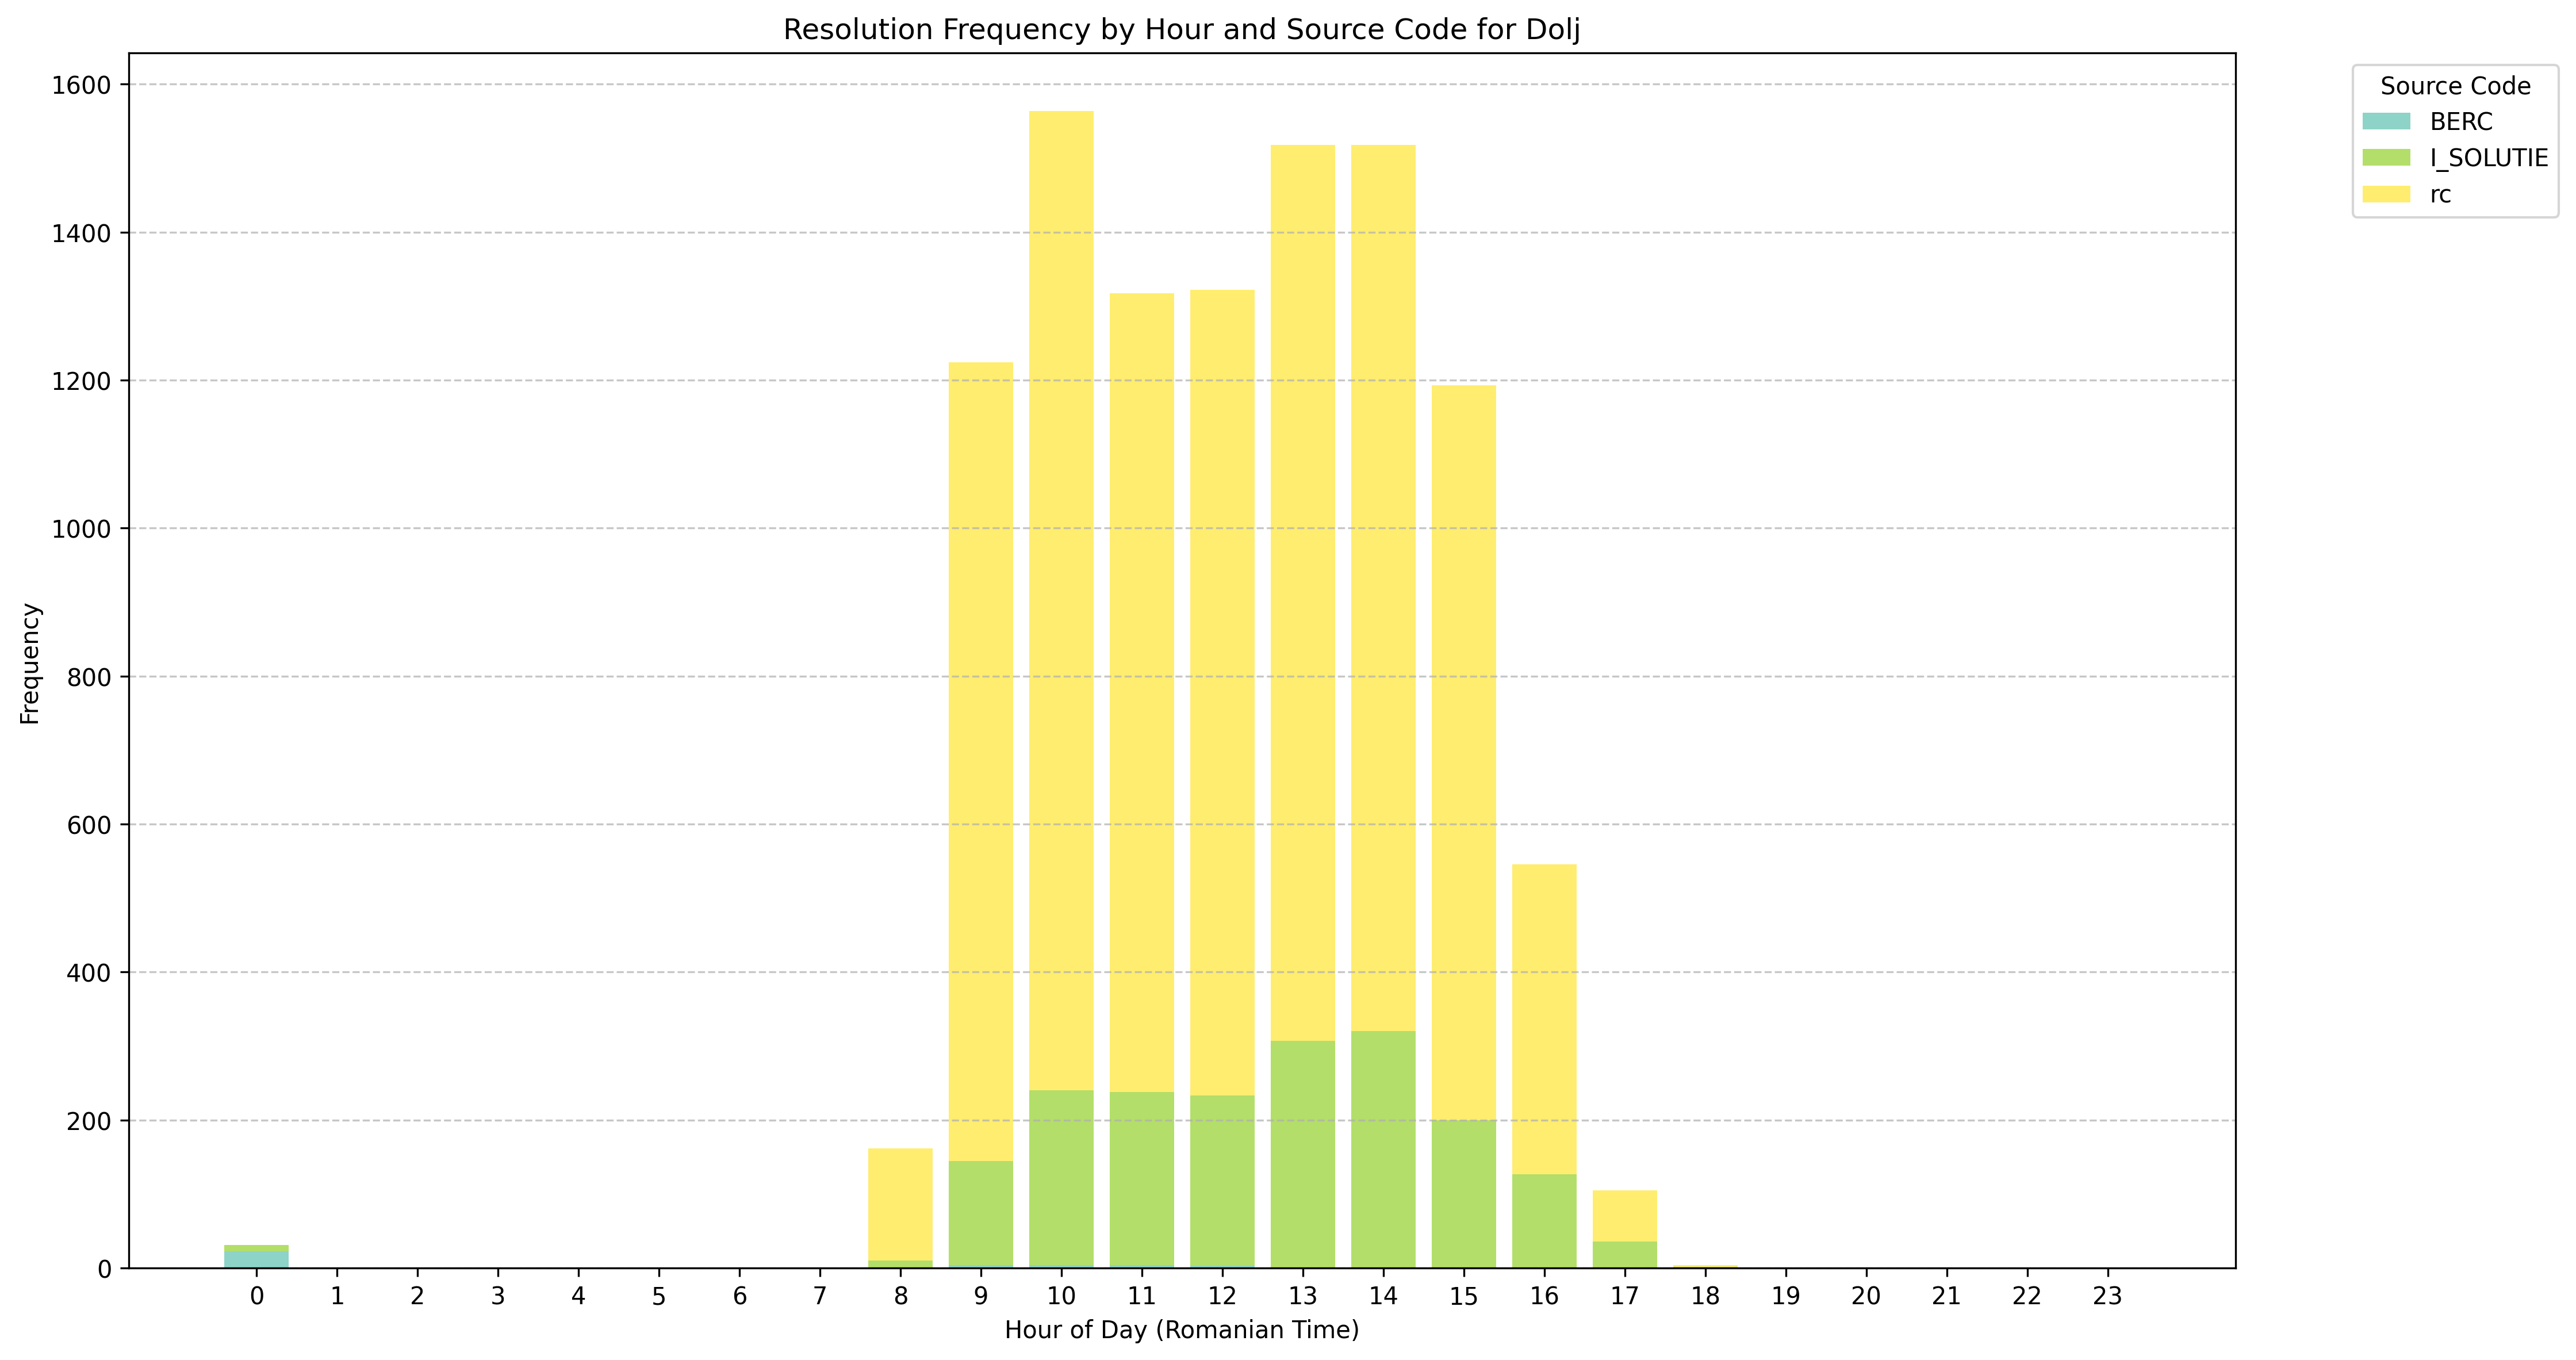 Resolution Frequency by Hour and Source Code for Dolj
Source Code
BERC
I_SOLUTIE
rc
Frequency
1600
1400
1200
1000
800
600
400
200
0
0 1 2 3 4 5 6 7 8 9 10 11 12 13 14 15 16 17 18 19 20 21 22 23
Hour of Day (Romanian Time)